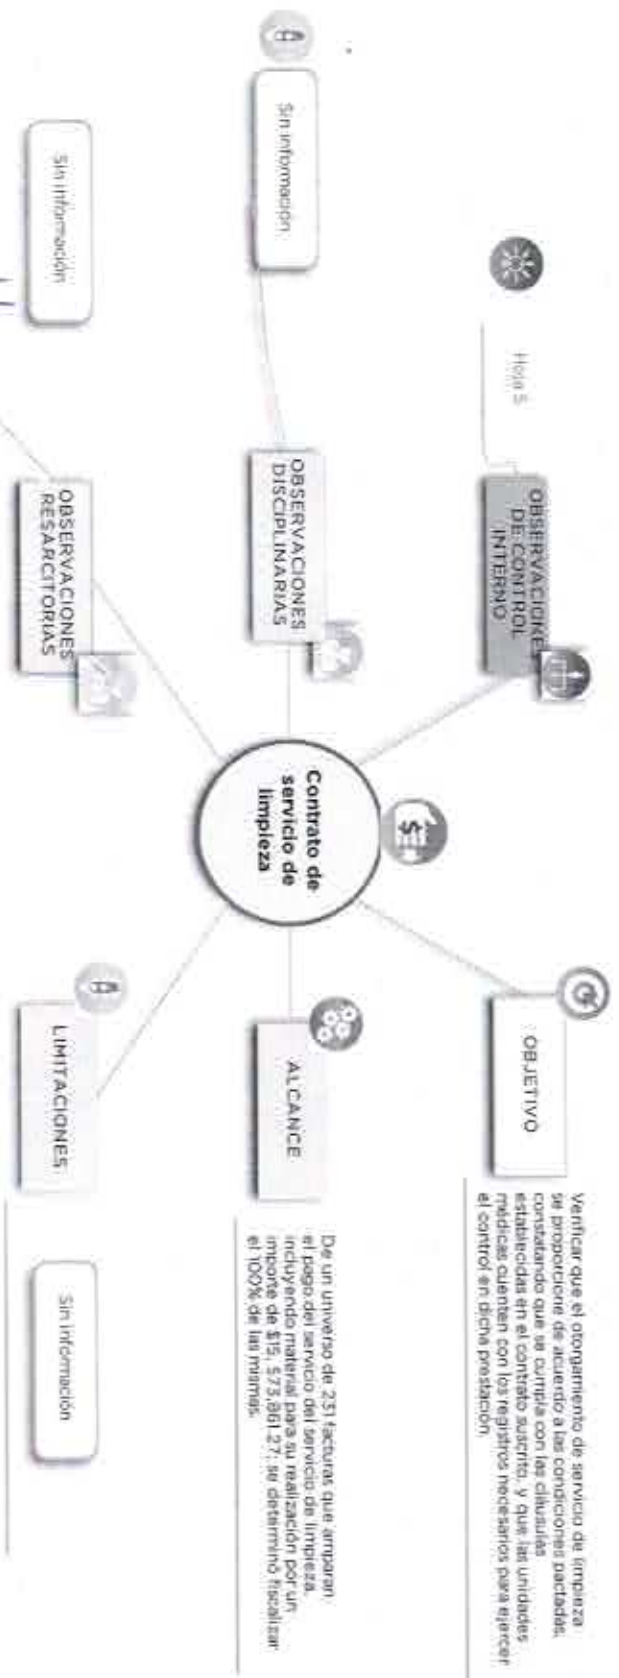 Contrato de
servicio de
limpieza
OBJETIVO
Verificar que el otorgamiento de servicio de limpieza
se proporcione de acuerdo a las condiciones pactadas,
constatando que se cumpla con las cláusulas
establecidas en el contrato suscrito, y que las unidades
médicas cuenten con los registros necesarios para ejercer
el control en dicha prestación.
ALCANCE
De un universo de 231 facturas que amparan
el pago del servicio del servicio de limpieza,
incluyendo material para su realización por un
importe de $15, 573,861.27; se determinó fiscalizar
el 100% de las mismas.
LIMITACIONES
Sin información
OBSERVACIONES
DE CONTROL
INTERNO
Hoja 5
OBSERVACIONES
DISCIPLINARIAS
Sin información
OBSERVACIONES
RESARCITORIAS
Sin información